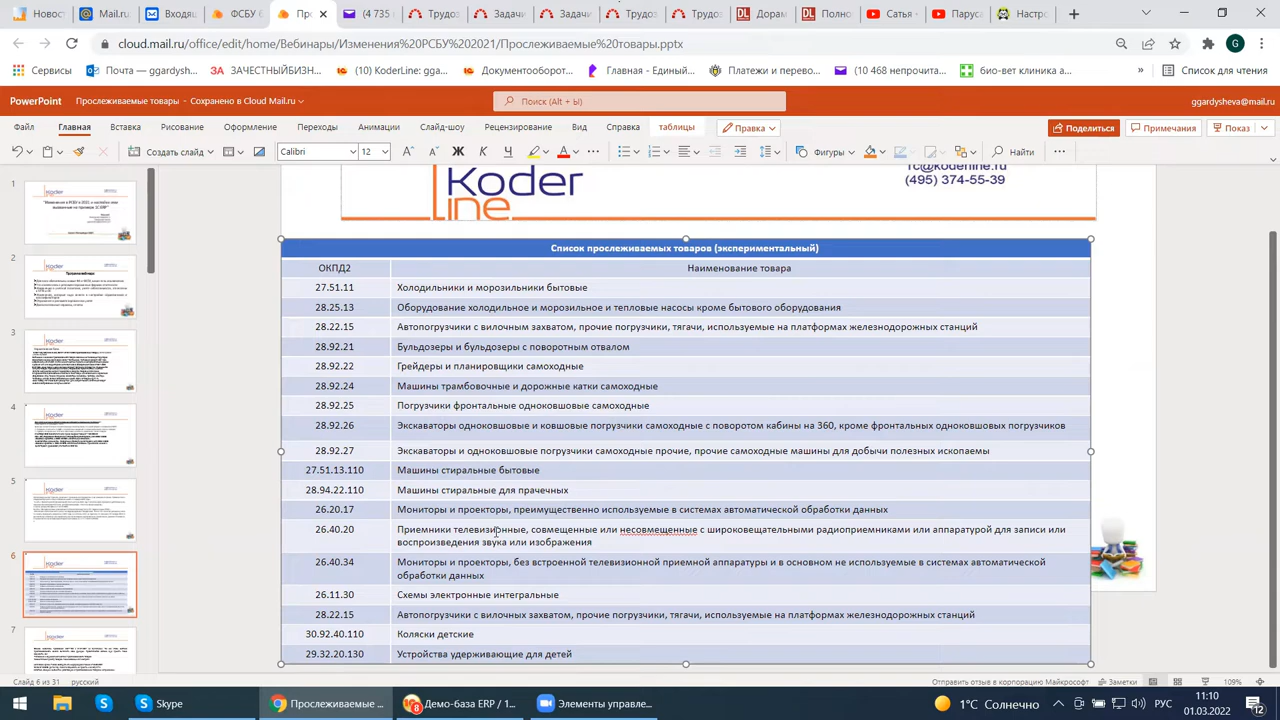 ФСБУ 6
Про
(4 735
Трудоз
Задачи
Задачи
Трудоз
Трудоз
Дорам
Полно
Сатья
Паруса
Настро
cloud.mail.ru/office/edit/home/Вебинары/Изменения%20РСБУ%202021/Прослеживаемые%20товары.pptx
Сервисы
Почта — ggardysh...
ЗАЧЕСТНЫЙБИЗН...
(10) KoderLine: gga...
Документооборот...
Главная - Единый...
Платежи и перево...
(10 468 непрочита...
био-вет клиника а...
Список для чтения
PowerPoint
Прослеживаемые товары - Сохранено в Cloud Mail.ru
Поиск (Alt + Ы)
ggardysheva@mail.ru
Файл Главная Вставка Рисование Оформление Переходы Анимации Слайд-шоу Рецензирование Вид Справка таблицы Правка
Поделиться Примечания Показ
Создать слайд Calibri 12 Ж К Ч А Фигуры Найти
Koder
line
rc@koderline.ru
(495) 374-55-39
Список прослеживаемых товаров (экспериментальный)
ОКПД2 Наименование товара
27.51.11 Холодильники и морозильники бытовые
28.25.13 Оборудование холодильное и морозильное и тепловые насосы кроме бытового оборудования
28.22.15 Автопогрузчики с вилочным захватом, прочие погрузчики, тягачи, используемые на платформах железнодорожных станций
28.92.21 Бульдозеры и бульдозеры с поворотным отвалом
28.92.22 Грейдеры и планировщики самоходные
28.92.24 Машины трамбовочные и дорожные катки самоходные
28.92.25 Погрузчики фронтальные одноковшовые самоходные
28.92.26 Экскаваторы и одноковшовые погрузчики самоходные с поворотом кабины на 360, кроме фронтальных одноковшовых погрузчиков
28.92.27 Экскаваторы и одноковшовые погрузчики самоходные прочие, прочие самоходные машины для добычи полезных ископаемы
27.51.13.110 Машины стиральные бытовые
28.94.22.110 Машины стиральные для прачечных
26.20.17 Мониторы и проекторы, преимущественно используемые в системах автоматической обработки данных
26.40.20 Приемники телевизионные, совмещенные или несовмещенные с широковещательными радиоприемниками или аппаратурой для записи или
воспроизведения звука или изображения
26.40.34 Мониторы и проекторы, без встроенной телевизионной приемной аппаратуры и в основном не используемые в системах автоматической
обработки данных
26.11.30 Схемы электронные интегральные
28.22.15 Автопогрузчики с вилочным захватом, прочие погрузчики, тягачи, используемые на платформах железнодорожных станций
30.92.40.110 Коляски детские
29.32.20.130 Устройства удерживающие для детей
1
2
3
4
5
6
7
Слайд 6 из 31 русский
Отправить отзыв в корпорацию Майкрософт Заметки 109%
Skype
Прослеживаемые ...
Демо-база ERP / 1...
Элементы управле...
1°C Солнечно
РУС
11:10
01.03.2022
12